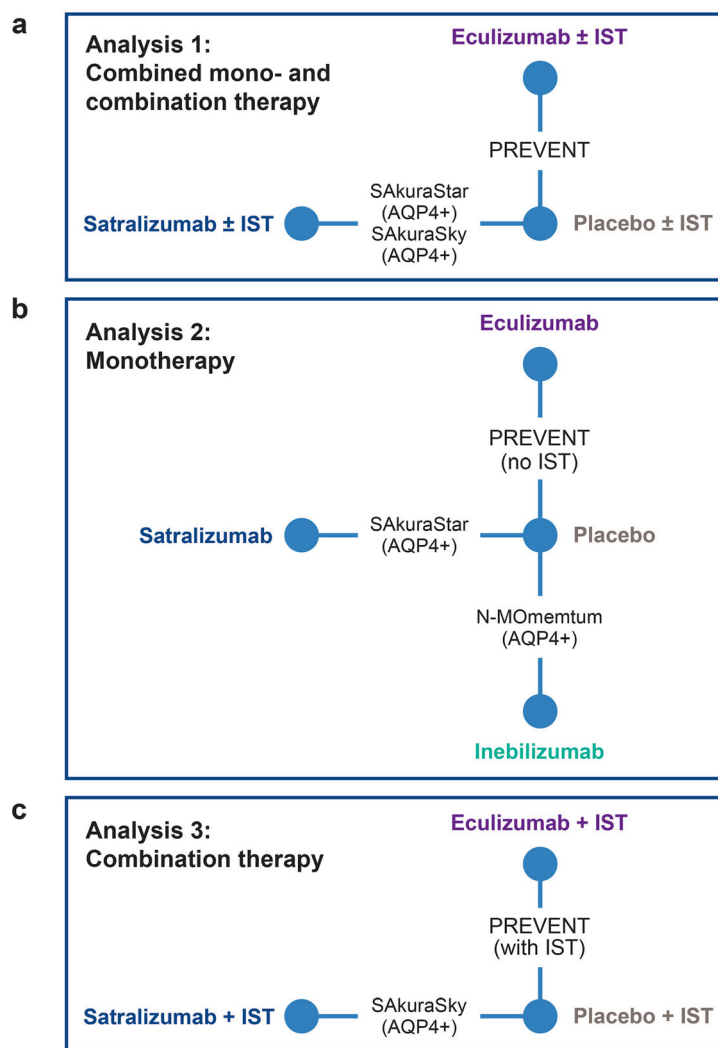 a
Analysis 1:
Combined mono- and
combination therapy
Eculizumab ± IST
PREVENT
SAkuraStar
(AQP4+)
SAkuraSky
(AQP4+)
Satralizumab ± IST
Placebo ± IST
b
Analysis 2:
Monotherapy
Eculizumab
PREVENT
(no IST)
Satralizumab
SAkuraStar
(AQP4+)
Placebo
N-MOmemtum
(AQP4+)
Inebilizumab
c
Analysis 3:
Combination therapy
Eculizumab + IST
PREVENT
(with IST)
Satralizumab + IST
SAkuraSky
(AQP4+)
Placebo + IST